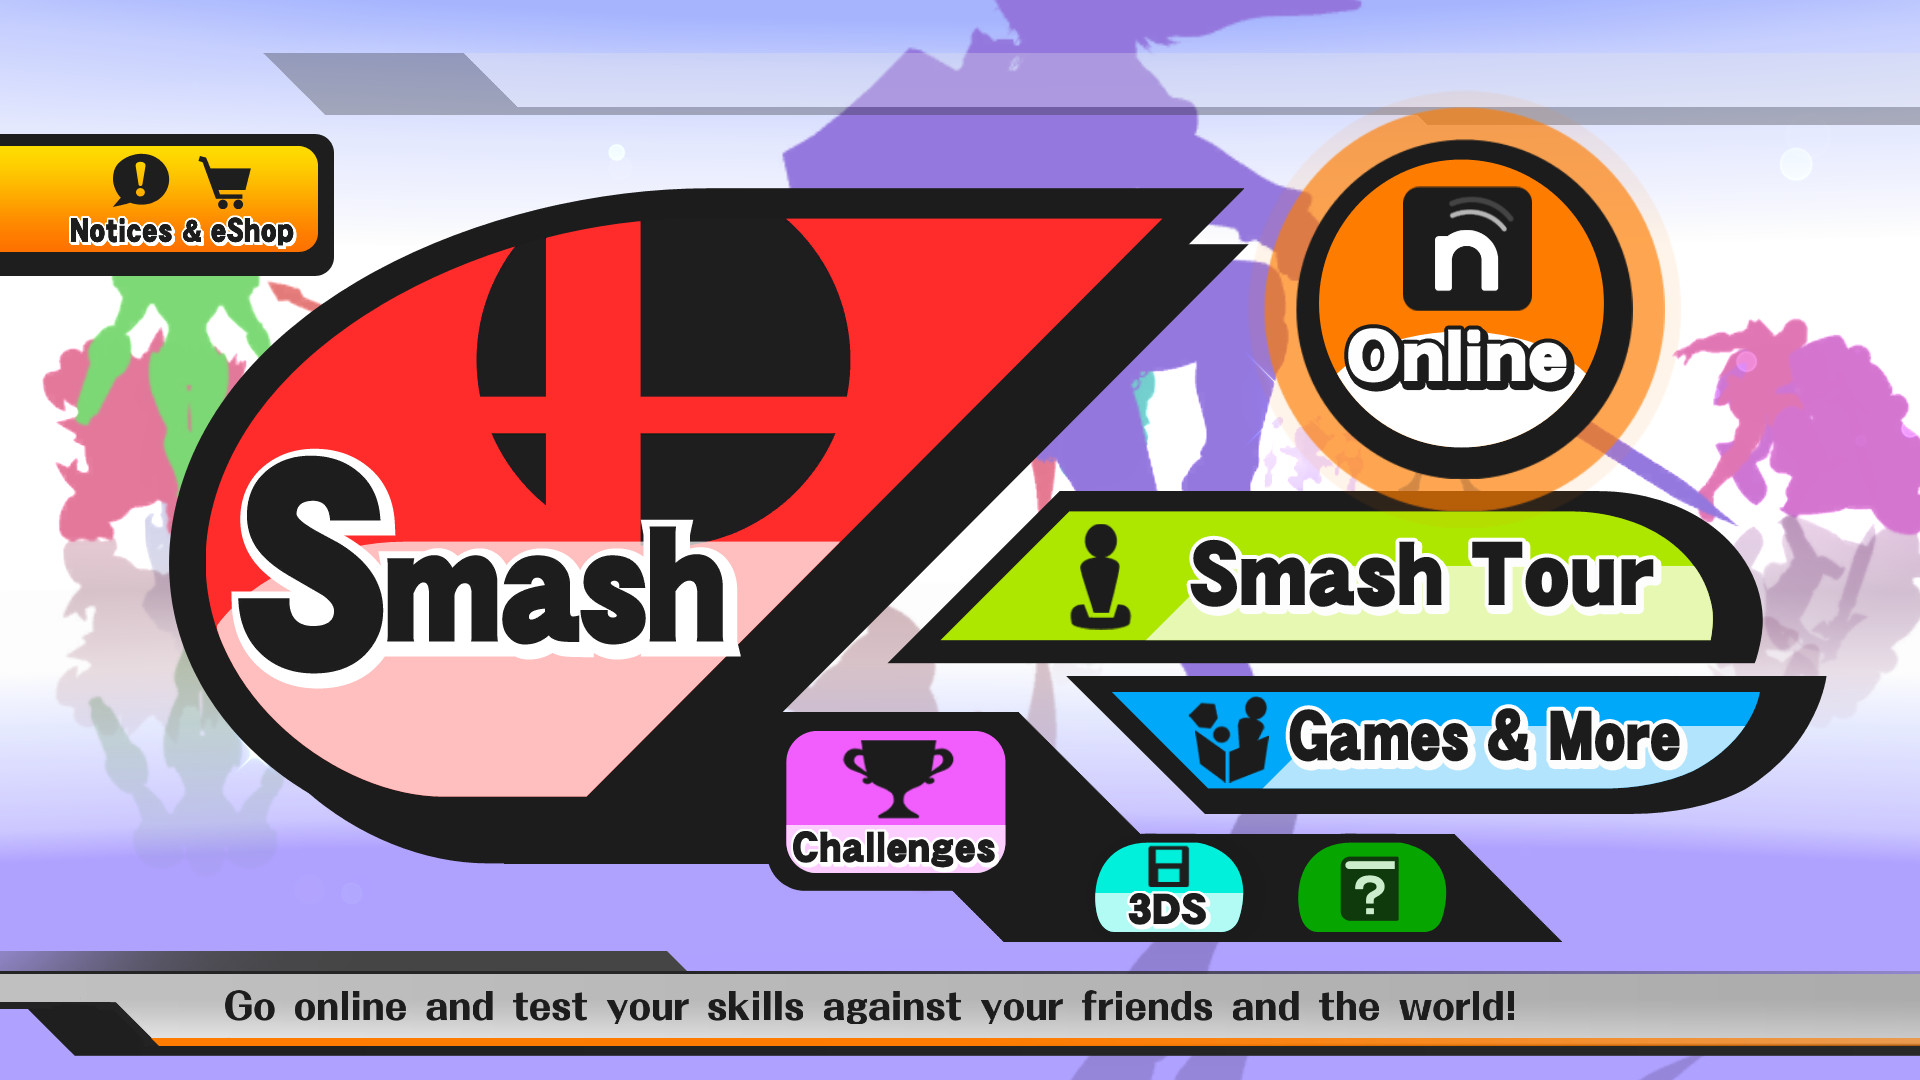 Notices & eShop
Online
Smash
Smash Tour
Games & More
Challenges
3DS
?
Go online and test your skills against your friends and the world!